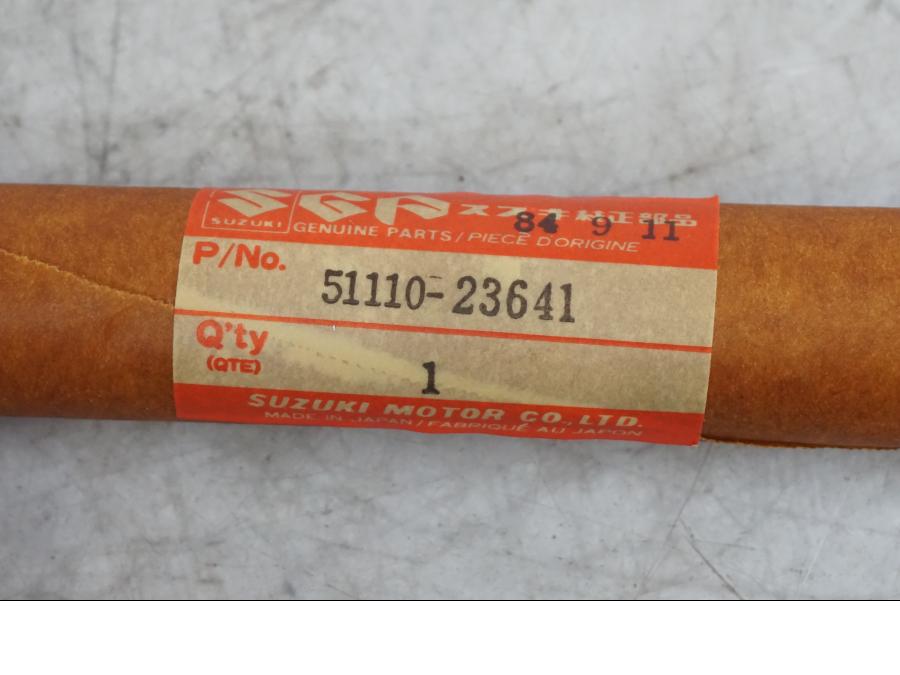 SUZUKI SGP スズキ純正部品
84 9 11
GENUINE PARTS / PIECE D'ORIGINE
P/No.
51110-23641
Q'ty
(QTE)
1
SUZUKI MOTOR CO., LTD.
MADE IN JAPAN / FABRIQUÉ AU JAPON